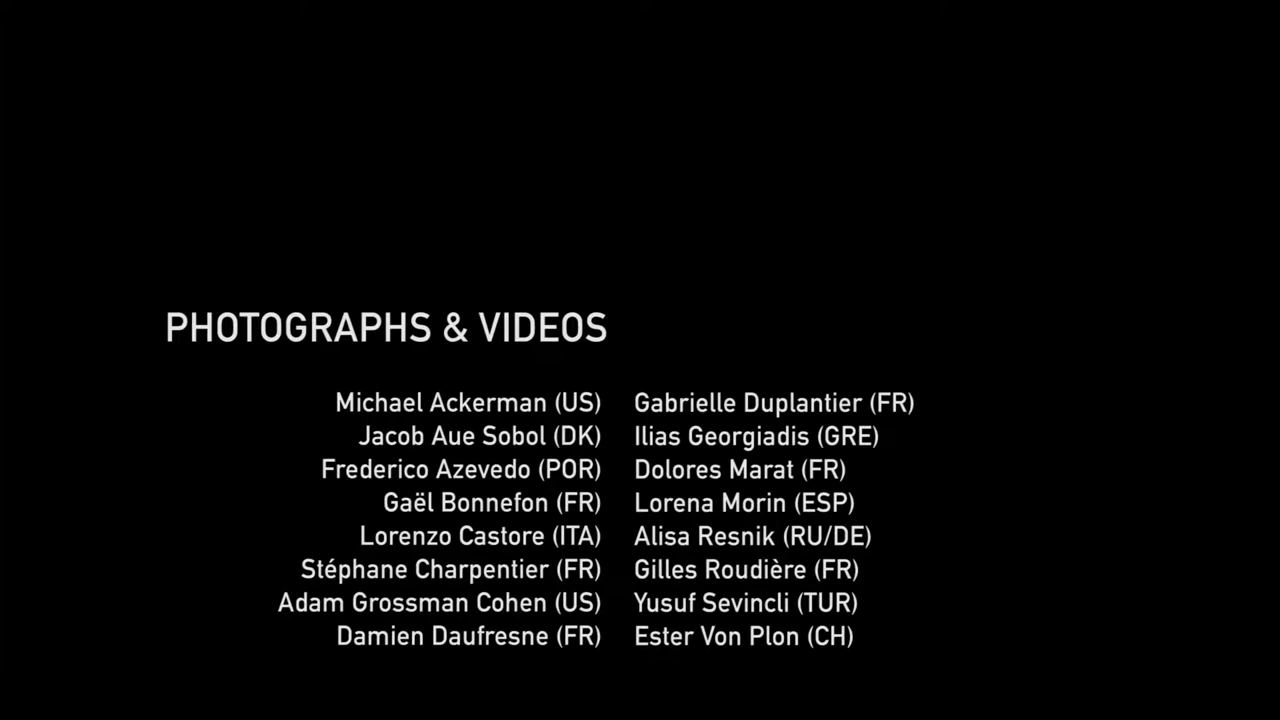 PHOTOGRAPHS & VIDEOS
Michael Ackerman (US)
Jacob Aue Sobol (DK)
Frederico Azevedo (POR)
Gaël Bonnefon (FR)
Lorenzo Castore (ITA)
Stéphane Charpentier (FR)
Adam Grossman Cohen (US)
Damien Daufresne (FR)
Gabrielle Duplantier (FR)
Ilias Georgiadis (GRE)
Dolores Marat (FR)
Lorena Morin (ESP)
Alisa Resnik (RU/DE)
Gilles Roudière (FR)
Yusuf Sevincli (TUR)
Ester Von Plon (CH)